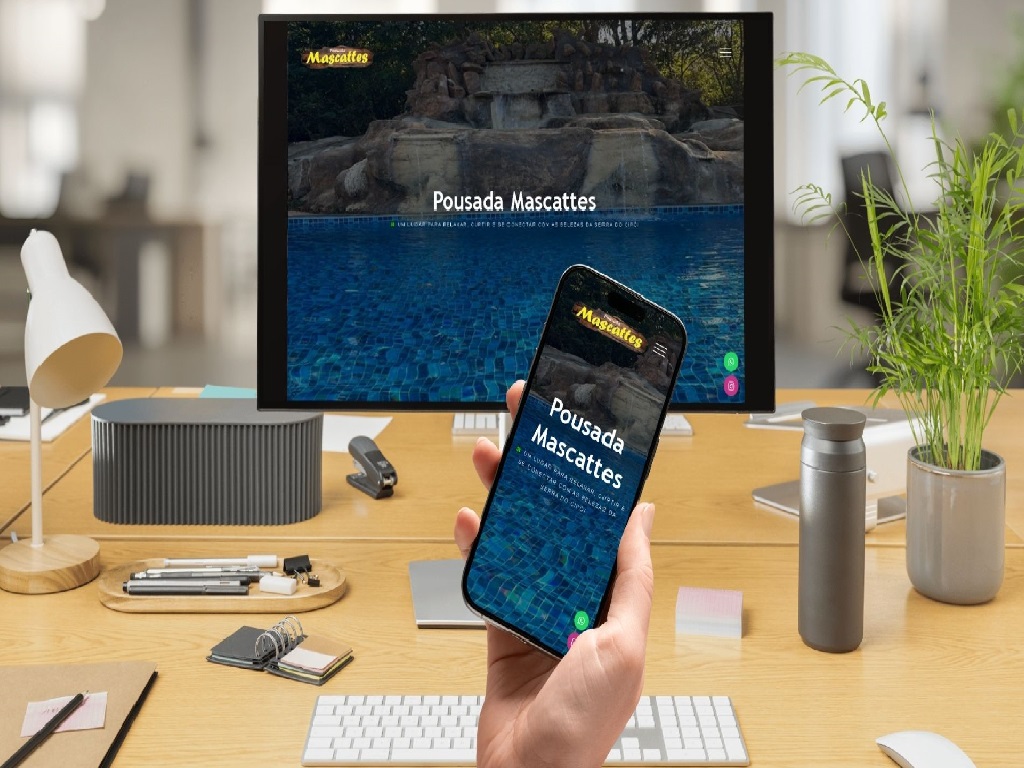 Pousada
Mascattes
Pousada Mascattes
UM LUGAR PARA RELAXAR, CURTIR E SE CONECTAR COM AS BELEZAS DA SERRA DO CIPÓ!
Mascattes
Pousada
Mascattes
UM LUGAR PARA RELAXAR, CURTIR E
SE CONECTAR COM AS BELEZAS DA
SERRA DO CIPÓ!